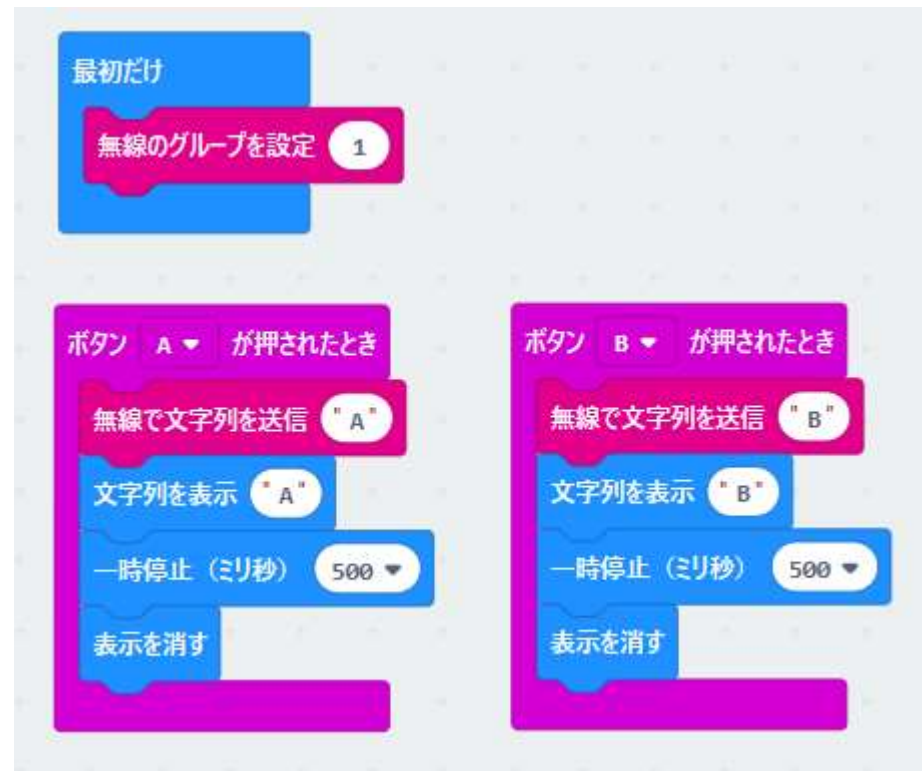 最初だけ
無線のグループを設定 1
ボタン A が押されたとき
無線で文字列を送信 "A"
文字列を表示 "A"
一時停止（ミリ秒） 500
表示を消す
ボタン B が押されたとき
無線で文字列を送信 "B"
文字列を表示 "B"
一時停止（ミリ秒） 500
表示を消す